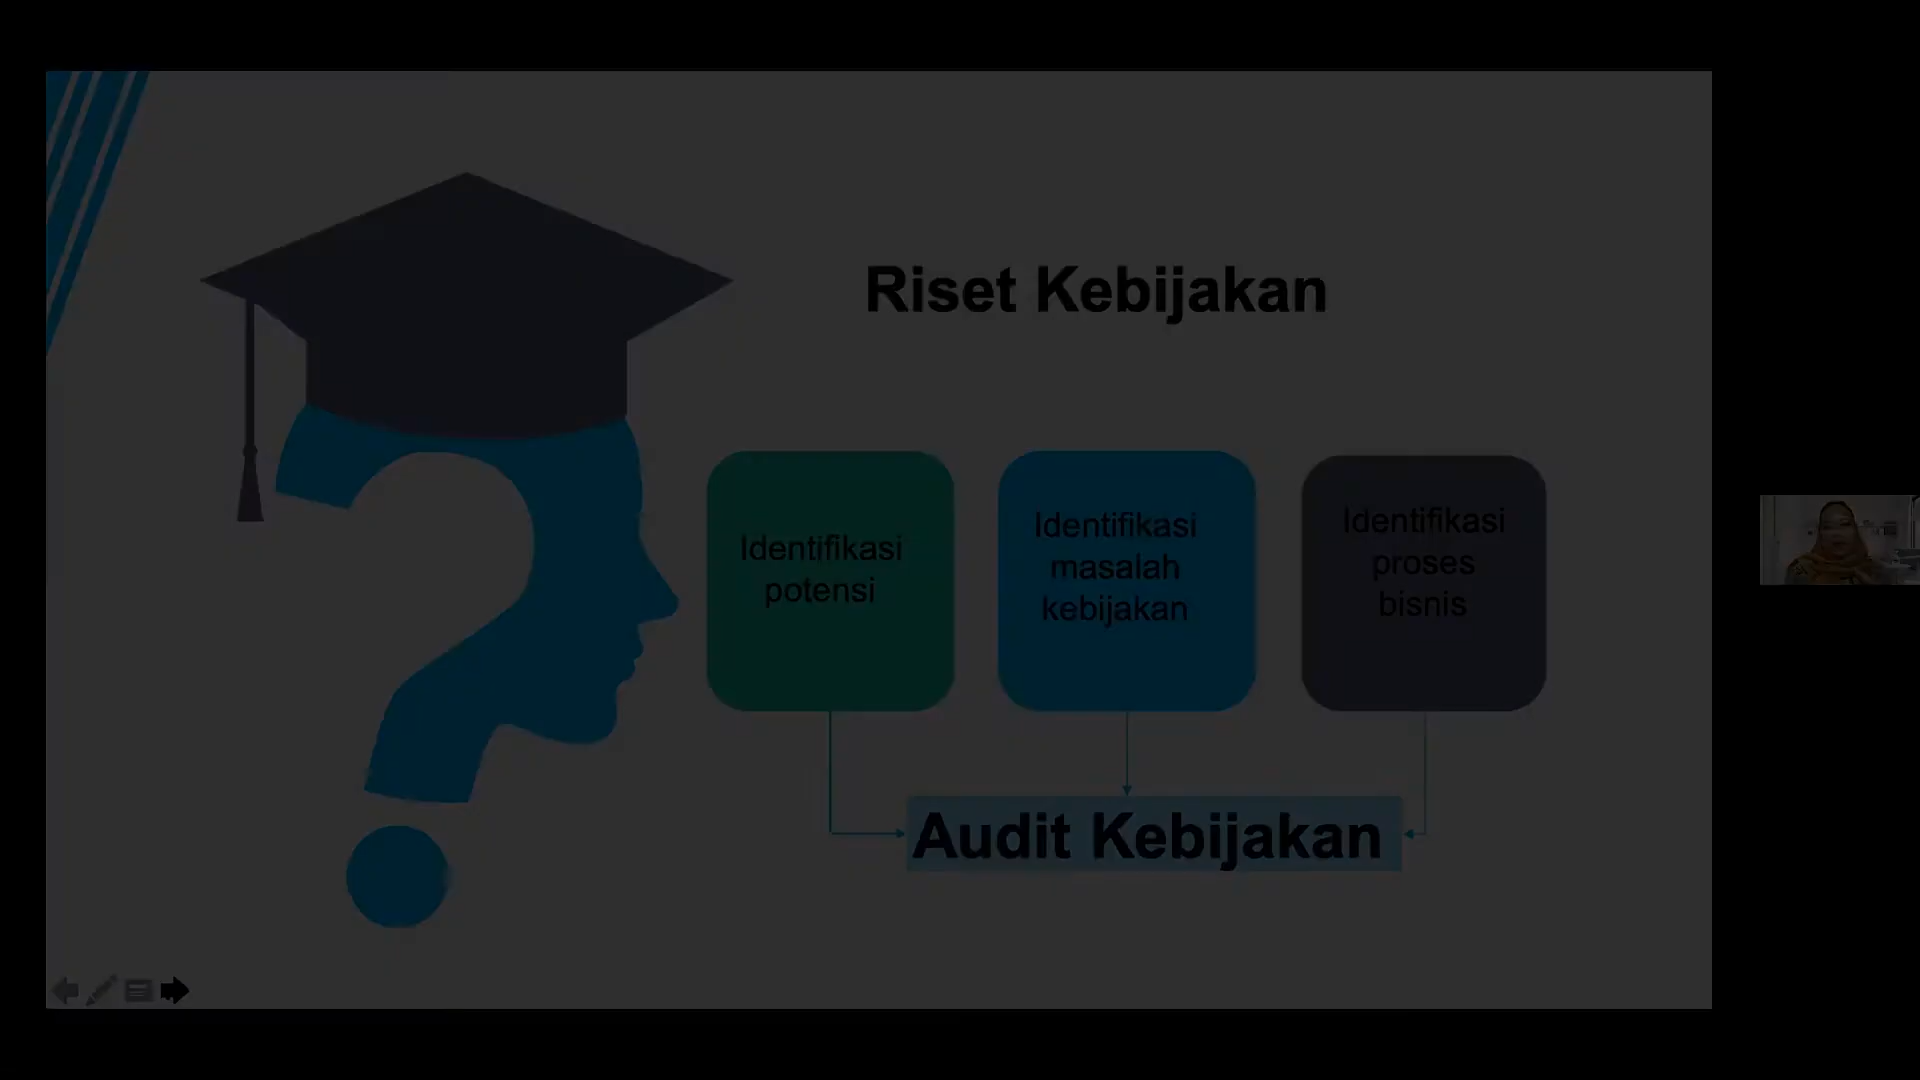 Riset Kebijakan
Identifikasi
potensi
Identifikasi
masalah
kebijakan
Identifikasi
proses
bisnis
Audit Kebijakan